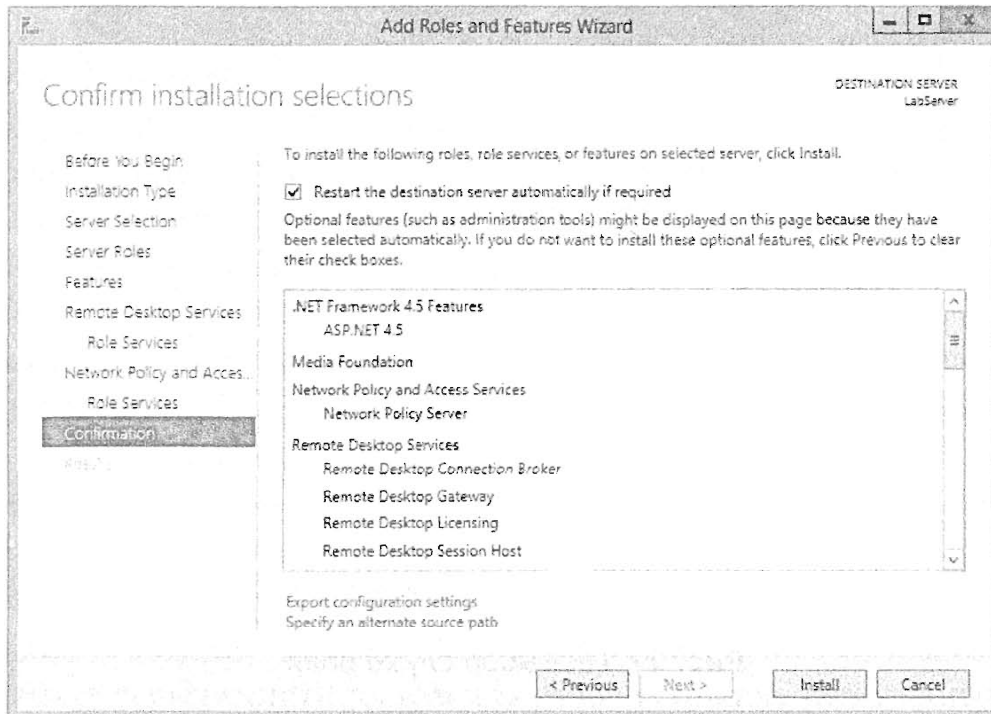 Add Roles and Features Wizard
Confirm installation selections
DESTINATION SERVER
LabServer
Before You Begin
Installation Type
Server Selection
Server Roles
Features
Remote Desktop Services
Role Services
Network Policy and Acces...
Role Services
Confirmation
Results
To install the following roles, role services, or features on selected server, click Install.
Restart the destination server automatically if required
Optional features (such as administration tools) might be displayed on this page because they have
been selected automatically. If you do not want to install these optional features, click Previous to clear
their check boxes.
.NET Framework 4.5 Features
ASP.NET 4.5
Media Foundation
Network Policy and Access Services
Network Policy Server
Remote Desktop Services
Remote Desktop Connection Broker
Remote Desktop Gateway
Remote Desktop Licensing
Remote Desktop Session Host
Export configuration settings
Specify an alternate source path
< Previous
Next >
Install
Cancel